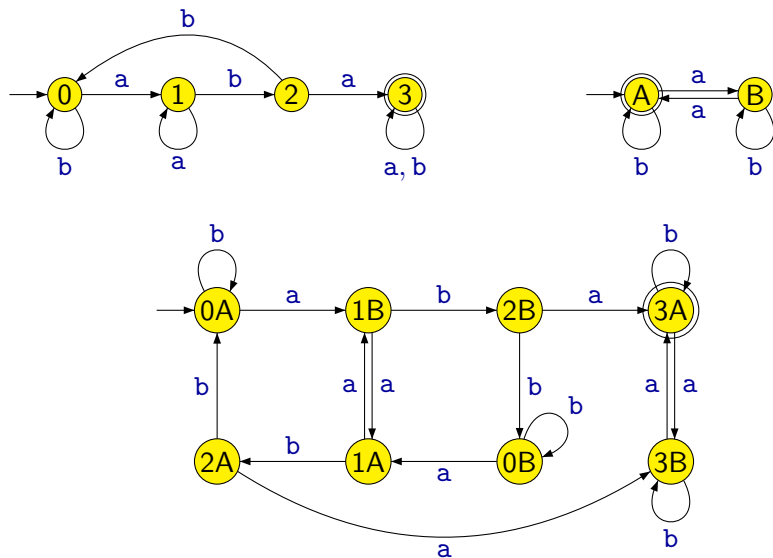 b
0 a 1 b 2 a 3
b a a, b
A a B
a
b b
b b
0A a 1B b 2B a 3A
b a a b b a a
2A b 1A a 0B 3B
a b